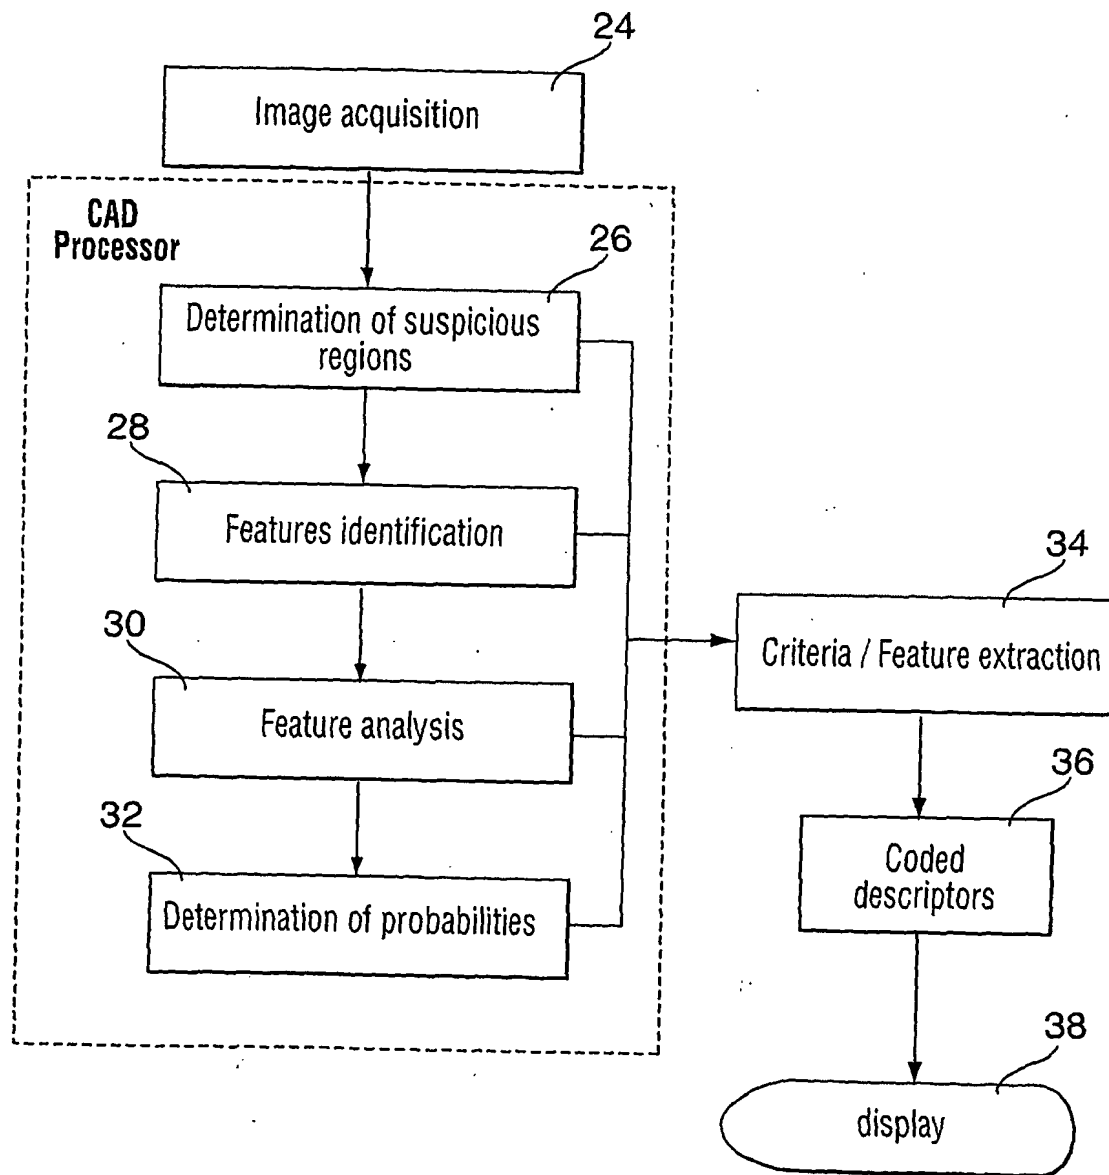 24
Image acquisition
CAD
Processor
26
Determination of suspicious
regions
28
Features identification
34
Criteria / Feature extraction
30
Feature analysis
36
Coded
descriptors
32
Determination of probabilities
38
display